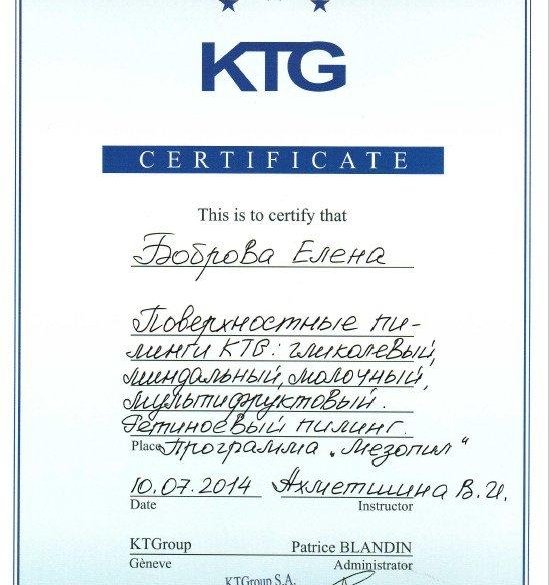 KTG
CERTIFICATE
This is to certify that
Боброва Елена
Поверхностные пи-
линги KTG: гликолевый,
миндальный, молочный,
мультифруктовый.
Ретиноевый пилинг.
Place Программа „Мезопил“
10.07.2014 Ахметшина В.И.
Date Instructor
KTGroup Patrice BLANDIN
Gèneve Administrator
KTGroup S.A.